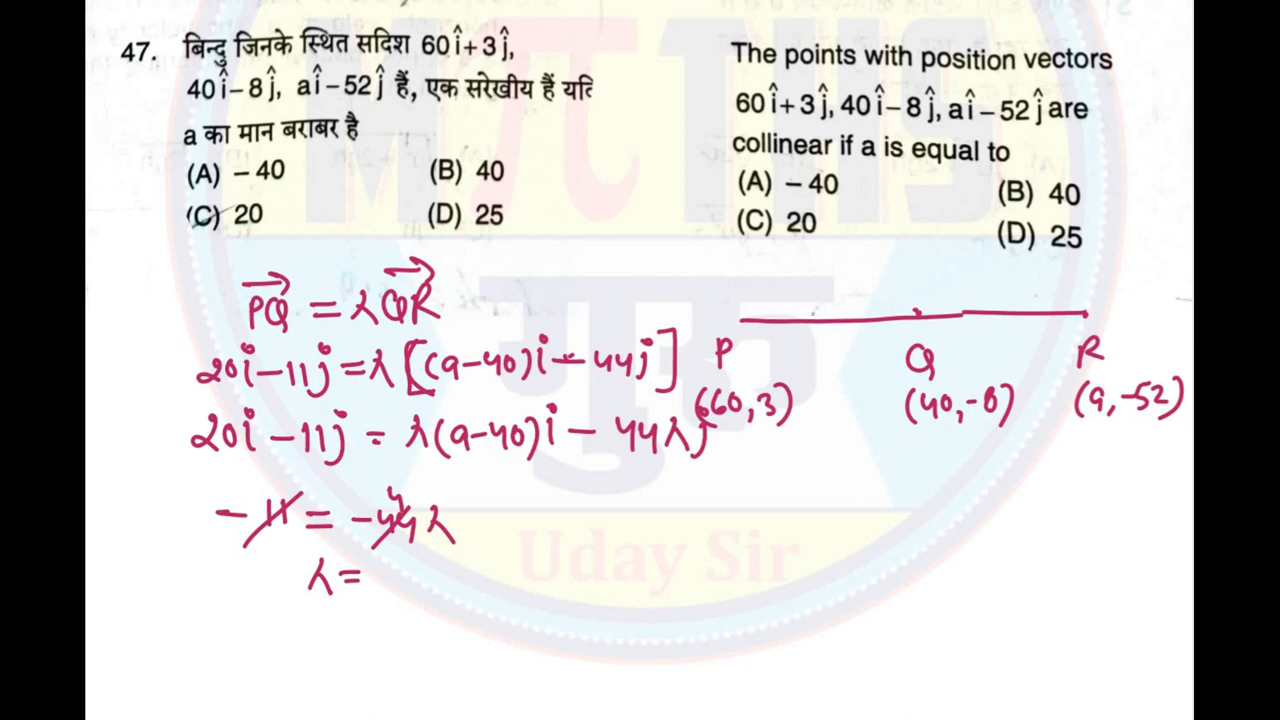 47. बिन्दु जिनके स्थित सदिश 60î+3ĵ,
40î−8ĵ, aî−52ĵ हैं, एक सरेखीय हैं यदि
a का मान बराबर है
(A) −40 (B) 40
(C) 20 (D) 25
The points with position vectors
60î+3ĵ, 40î−8ĵ, aî−52ĵ are
collinear if a is equal to
(A) −40 (B) 40
(C) 20 (D) 25
PQ→ = λQR→
20i−11j = λ[(a−40)i − 44j]
20i −11j = λ(a−40)i − 44λj
−11 = −44λ
4
λ =
P Q R
(60,3) (40,-8) (a,-52)
MπTHS
गुरु
Uday Sir